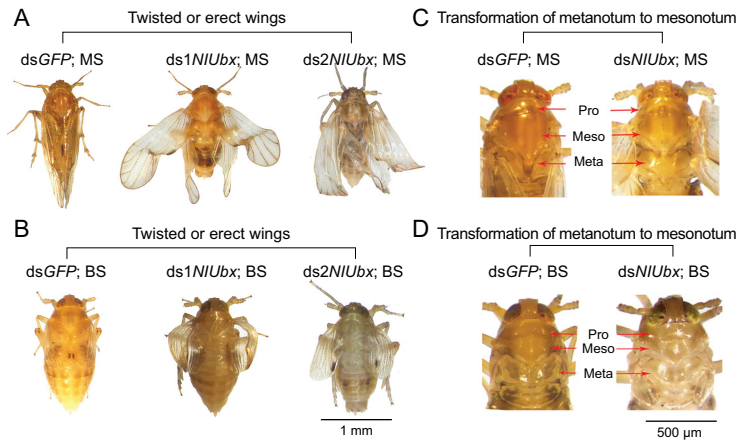 A
Twisted or erect wings
dsGFP; MS
ds1NlUbx; MS
ds2NlUbx; MS
B
Twisted or erect wings
dsGFP; BS
ds1NlUbx; BS
ds2NlUbx; BS
1 mm
C
Transformation of metanotum to mesonotum
dsGFP; MS
dsNlUbx; MS
Pro
Meso
Meta
D
Transformation of metanotum to mesonotum
dsGFP; BS
dsNlUbx; BS
Pro
Meso
Meta
500 µm